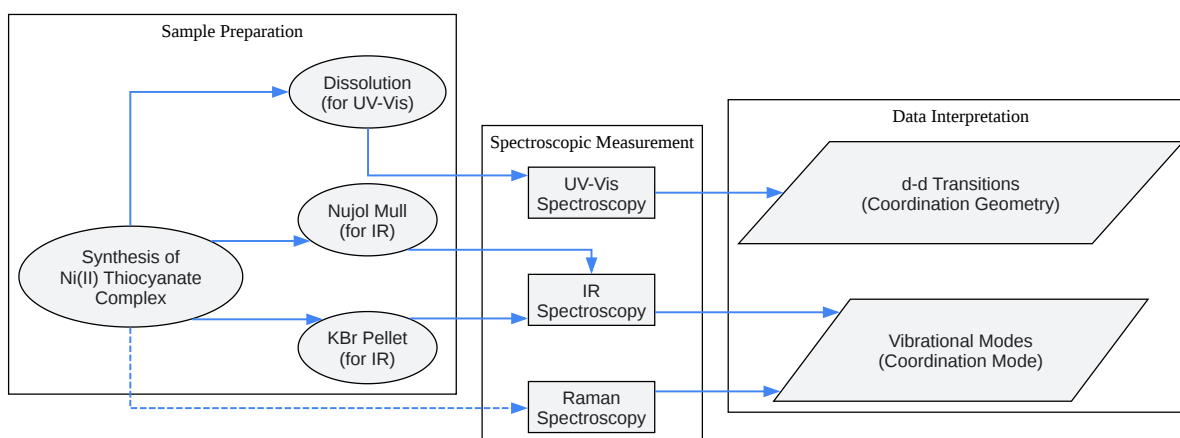 Sample Preparation
Dissolution
(for UV-Vis)
Nujol Mull
(for IR)
Synthesis of
Ni(II) Thiocyanate
Complex
KBr Pellet
(for IR)
Spectroscopic Measurement
UV-Vis
Spectroscopy
IR
Spectroscopy
Raman
Spectroscopy
Data Interpretation
d-d Transitions
(Coordination Geometry)
Vibrational Modes
(Coordination Mode)